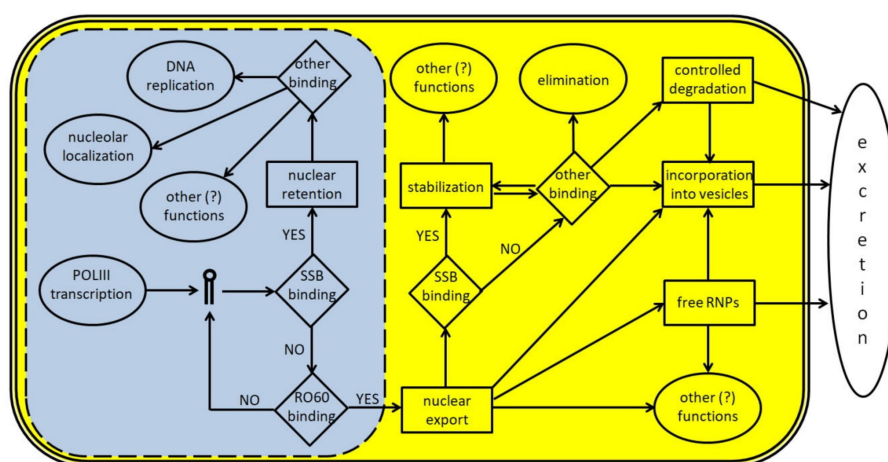 DNA
replication
other
binding
nucleolar
localization
other (?)
functions
nuclear
retention
YES
POLIII
transcription
SSB
binding
NO
NO
RO60
binding
YES
other (?)
functions
elimination
controlled
degradation
stabilization
other
binding
incorporation
into vesicles
YES
NO
SSB
binding
free RNPs
nuclear
export
other (?)
functions
excretion